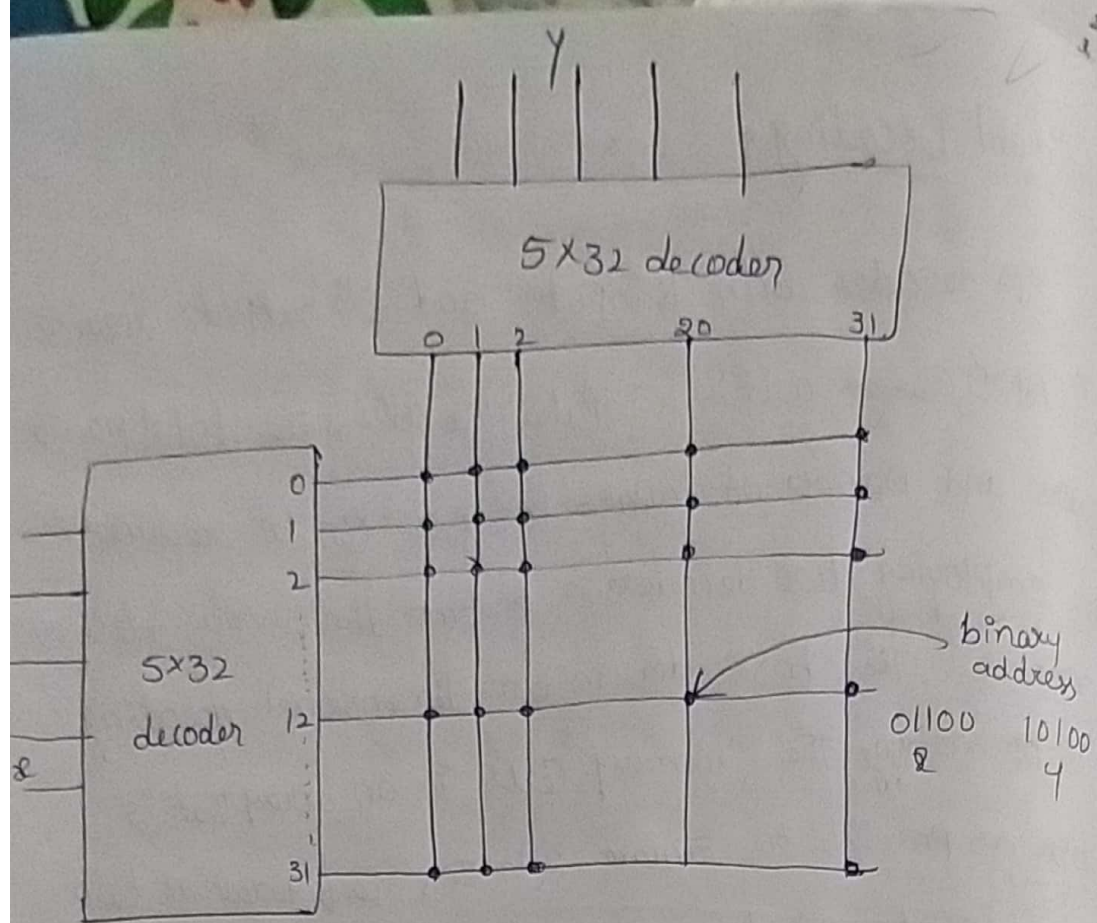 Y
5×32 decoder
0 1 2 20 31
0
1
2
5×32
decoder
12
31
x
binary
address
01100 10100
x y